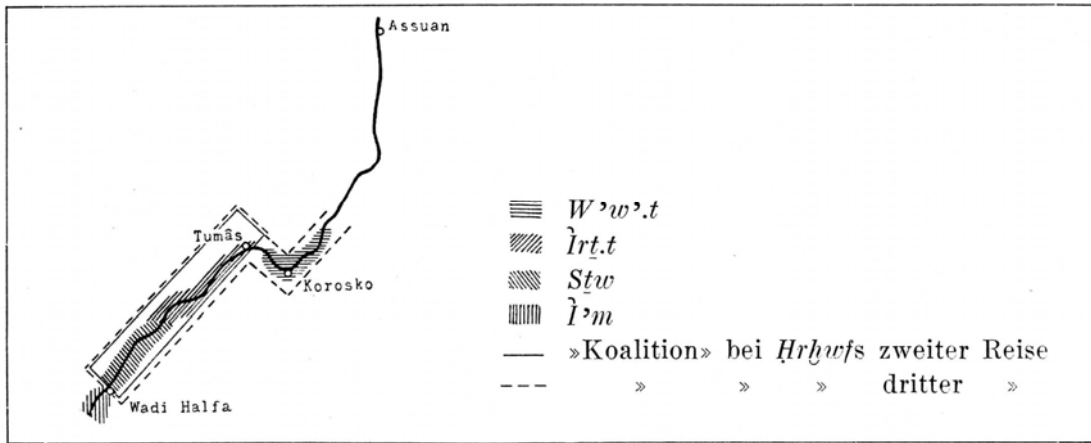 Assuan
Tumâs
Korosko
Wadi Halfa
W’w’.t
Ỉrṯ.t
Sṯw
Ỉ’m
»Koalition» bei Ḥrḫwfs zweiter Reise
» » » dritter »